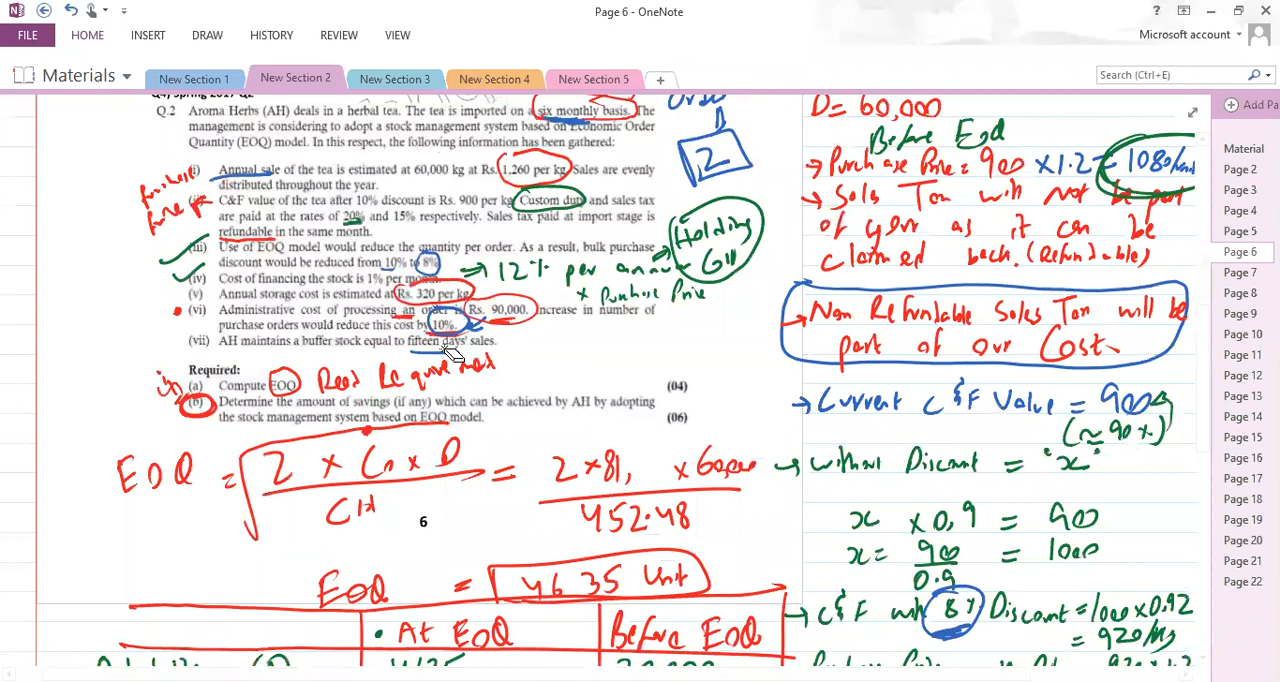 Page 6 - OneNote
FILE HOME INSERT DRAW HISTORY REVIEW VIEW Microsoft account
Materials New Section 1 New Section 2 New Section 3 New Section 4 New Section 5 Search (Ctrl+E)
Add Pa
Material
Page 2
Page 3
Page 4
Page 5
Page 6
Page 7
Page 8
Page 9
Page 10
Page 11
Page 12
Page 13
Page 14
Page 15
Page 16
Page 17
Page 18
Page 19
Page 20
Page 21
Page 22
Q.2 Aroma Herbs (AH) deals in a herbal tea. The tea is imported on a six monthly basis. The
management is considering to adopt a stock management system based on Economic Order
Quantity (EOQ) model. In this respect, the following information has been gathered:
(i) Annual sale of the tea is estimated at 60,000 kg at Rs. 1,260 per kg. Sales are evenly
distributed throughout the year.
C&F value of the tea after 10% discount is Rs. 900 per kg. Custom duty and sales tax
are paid at the rates of 20% and 15% respectively. Sales tax paid at import stage is
refundable in the same month.
(iii) Use of EOQ model would reduce the quantity per order. As a result, bulk purchase
discount would be reduced from 10% to 8%.
(iv) Cost of financing the stock is 1% per month.
(v) Annual storage cost is estimated at Rs. 320 per kg.
(vi) Administrative cost of processing an order is Rs. 90,000. Increase in number of
purchase orders would reduce this cost by 10%.
(vii) AH maintains a buffer stock equal to fifteen days' sales.
Required:
(a) Compute EOQ (04)
(b) Determine the amount of savings (if any) which can be achieved by AH by adopting
the stock management system based on EOQ model. (06)
Read Requirement
2
Holding
12% per annum
x Purchase Price
EOQ = 2 x Co x D = 2 x 81, x 60,000
CH 452.48
6
EOQ = 4635 Unit
At EOQ Before EOQ
D = 60,000
Before EOQ
Purchase Price = 900 x 1.2 = 1080/
Sales Tax will Not be part
of your as it can be
claimed back. (Refundable)
Non Refundable Sales Tax will be
part of our Cost.
Current C&F Value = 900
(≈ 90%)
without Discount = "x"
x x 0.9 = 900
x = 900 = 1000
0.9
C&F with 8% Discount = 1000 x 0.92
= 920/kg